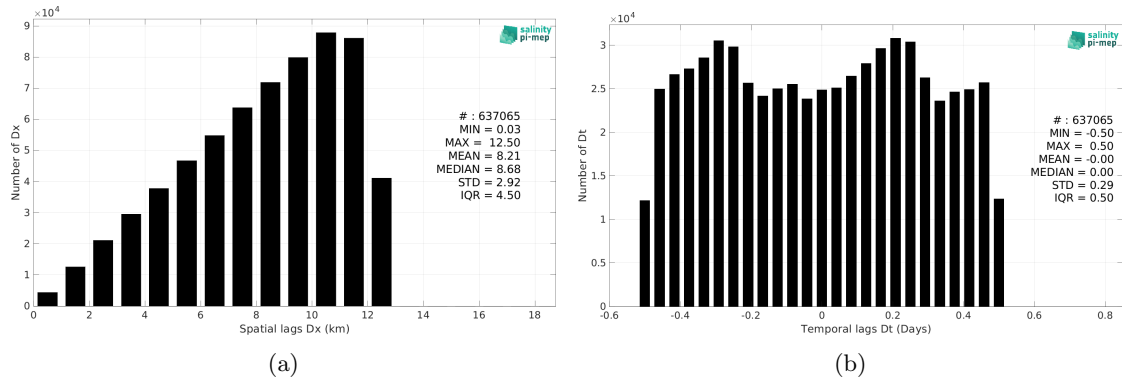 ×10⁴
9
8
7
6
5
4
3
2
1
0
Number of Dx
salinity
pi-mep
# : 637065
MIN = 0.03
MAX = 12.50
MEAN = 8.21
MEDIAN = 8.68
STD = 2.92
IQR = 4.50
0 2 4 6 8 10 12 14 16 18
Spatial lags Dx (km)
(a)
×10⁴
3
2.5
2
1.5
1
0.5
0
Number of Dt
salinity
pi-mep
# : 637065
MIN = -0.50
MAX = 0.50
MEAN = -0.00
MEDIAN = 0.00
STD = 0.29
IQR = 0.50
-0.6 -0.4 -0.2 0 0.2 0.4 0.6 0.8
Temporal lags Dt (Days)
(b)